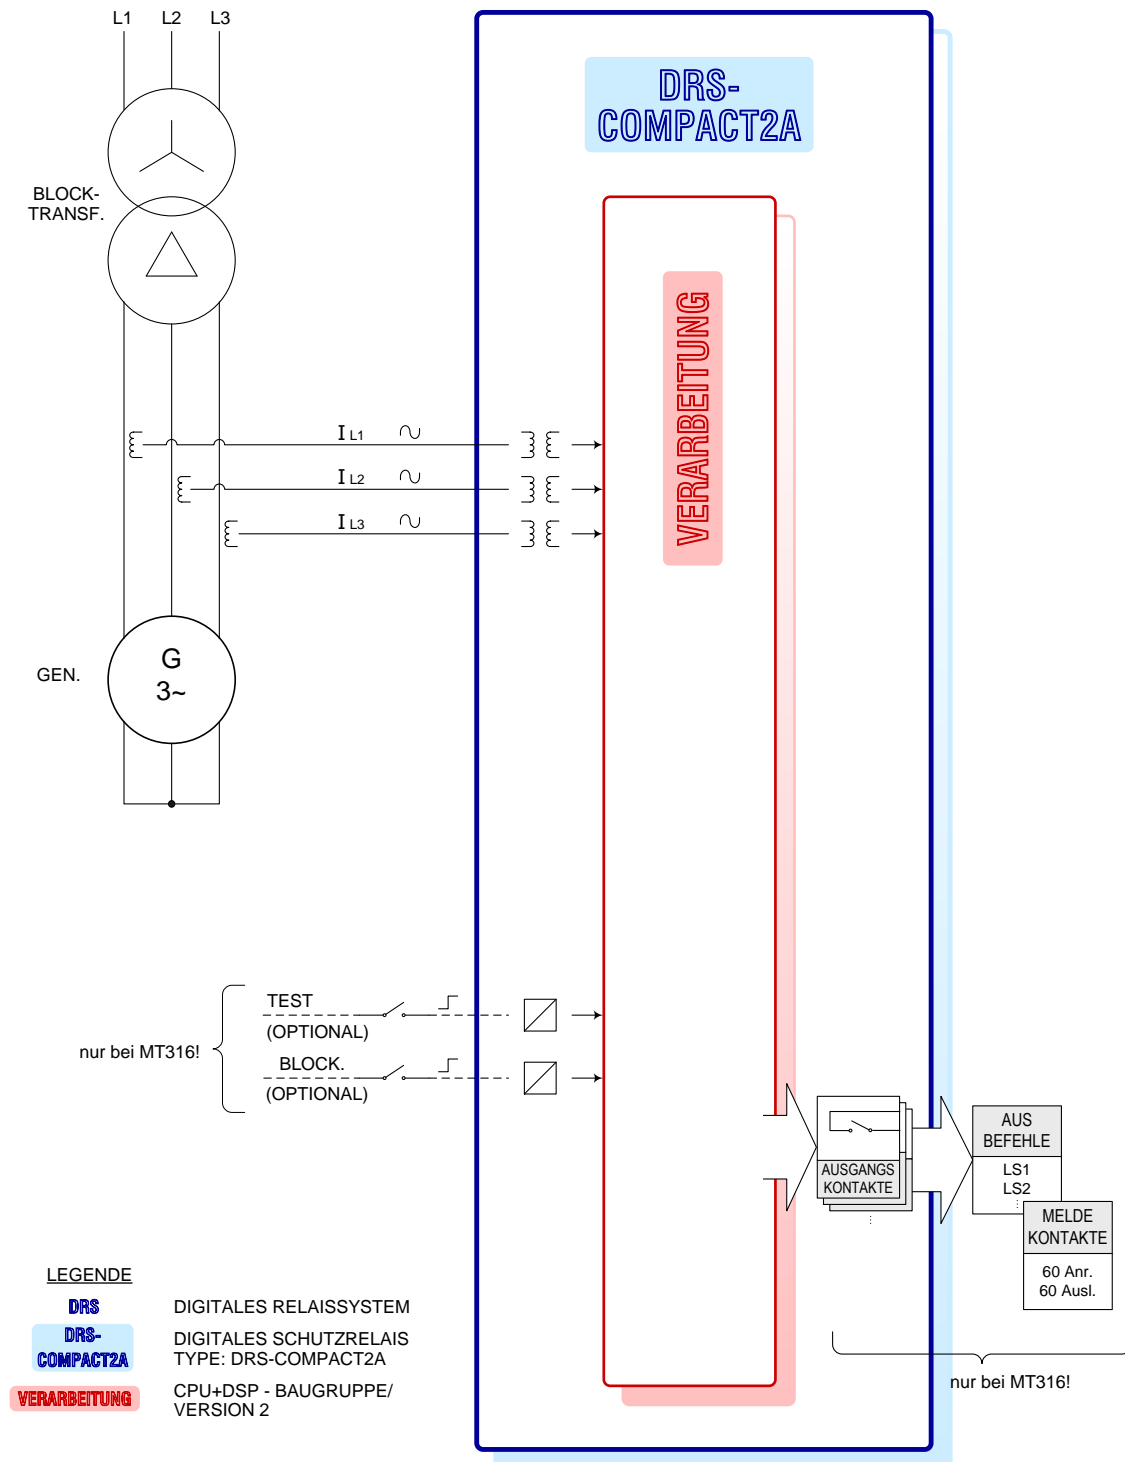 L1 L2 L3
DRS-
COMPACT2A
BLOCK-
TRANSF.
VERARBEITUNG
I L1
I L2
I L3
G
3~
GEN.
TEST
(OPTIONAL)
nur bei MT316!
BLOCK.
(OPTIONAL)
AUSGANGS
KONTAKTE
AUS
BEFEHLE
LS1
LS2
MELDE
KONTAKTE
60 Anr.
60 Ausl.
nur bei MT316!
LEGENDE
DRS DIGITALES RELAISSYSTEM
DRS-
COMPACT2A
DIGITALES SCHUTZRELAIS
TYPE: DRS-COMPACT2A
VERARBEITUNG
CPU+DSP - BAUGRUPPE/
VERSION 2